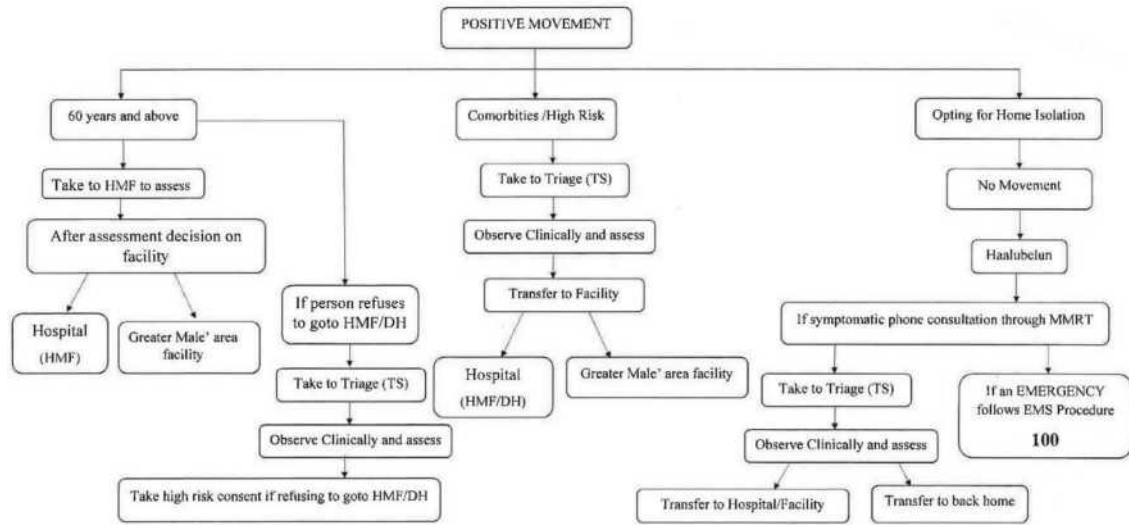 POSITIVE MOVEMENT
60 years and above
Take to HMF to assess
After assessment decision on
facility
Hospital
(HMF)
Greater Male' area
facility
If person refuses
to goto HMF/DH
Take to Triage (TS)
Observe Clinically and assess
Take high risk consent if refusing to goto HMF/DH
Comorbities /High Risk
Take to Triage (TS)
Observe Clinically and assess
Transfer to Facility
Hospital
(HMF/DH)
Greater Male' area facility
Opting for Home Isolation
No Movement
Haalubelun
If symptomatic phone consultation through MMRT
Take to Triage (TS)
Observe Clinically and assess
Transfer to Hospital/Facility
Transfer to back home
If an EMERGENCY
follows EMS Procedure
100